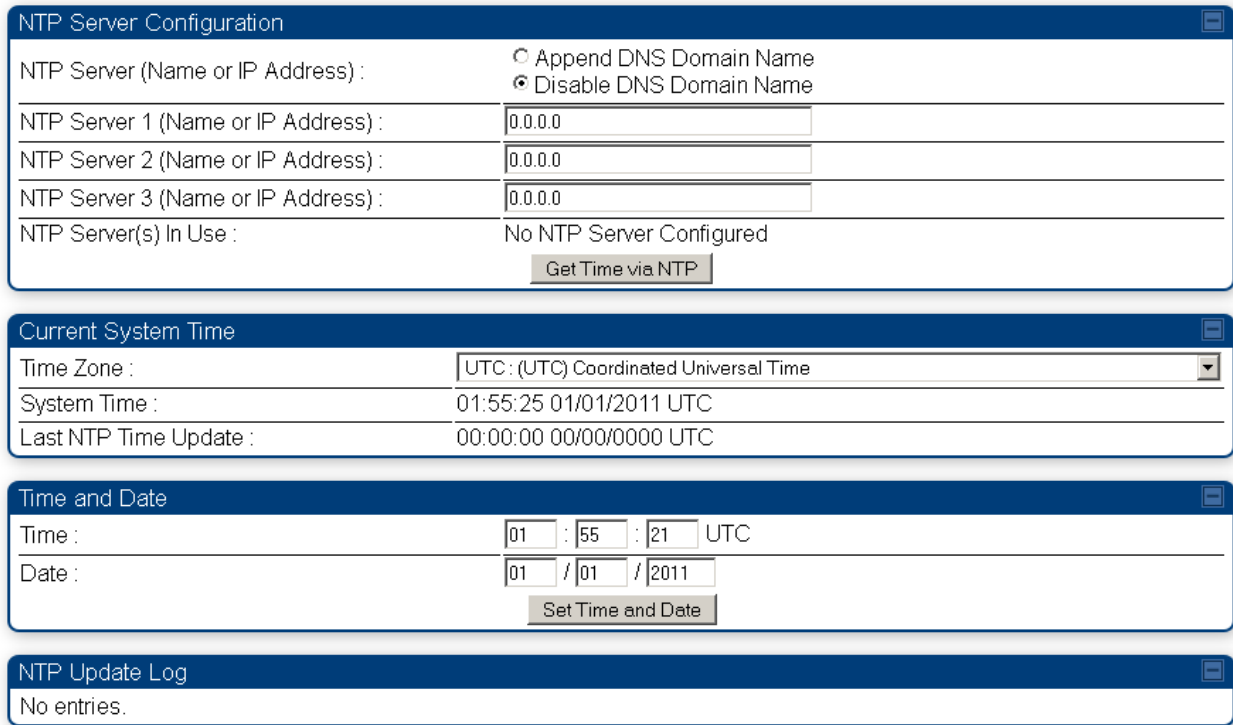 NTP Server Configuration
NTP Server (Name or IP Address) :
Append DNS Domain Name
Disable DNS Domain Name
NTP Server 1 (Name or IP Address) : 0.0.0.0
NTP Server 2 (Name or IP Address) : 0.0.0.0
NTP Server 3 (Name or IP Address) : 0.0.0.0
NTP Server(s) In Use : No NTP Server Configured
Get Time via NTP
Current System Time
Time Zone : UTC : (UTC) Coordinated Universal Time
System Time : 01:55:25 01/01/2011 UTC
Last NTP Time Update : 00:00:00 00/00/0000 UTC
Time and Date
Time : 01 : 55 : 21 UTC
Date : 01 / 01 / 2011
Set Time and Date
NTP Update Log
No entries.